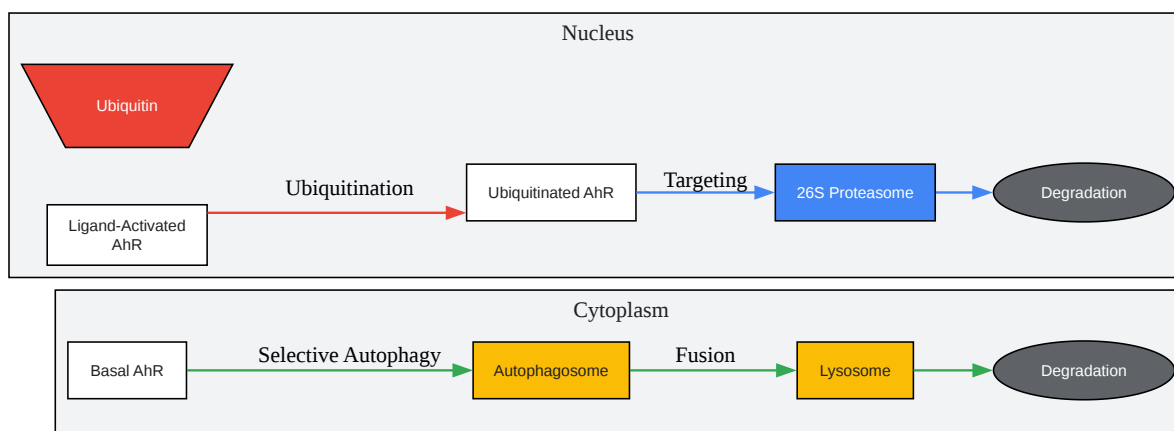 Nucleus
Ubiquitin
Ubiquitination
Ligand-Activated
AhR
Ubiquitinated AhR
Targeting
26S Proteasome
Degradation
Cytoplasm
Basal AhR
Selective Autophagy
Autophagosome
Fusion
Lysosome
Degradation